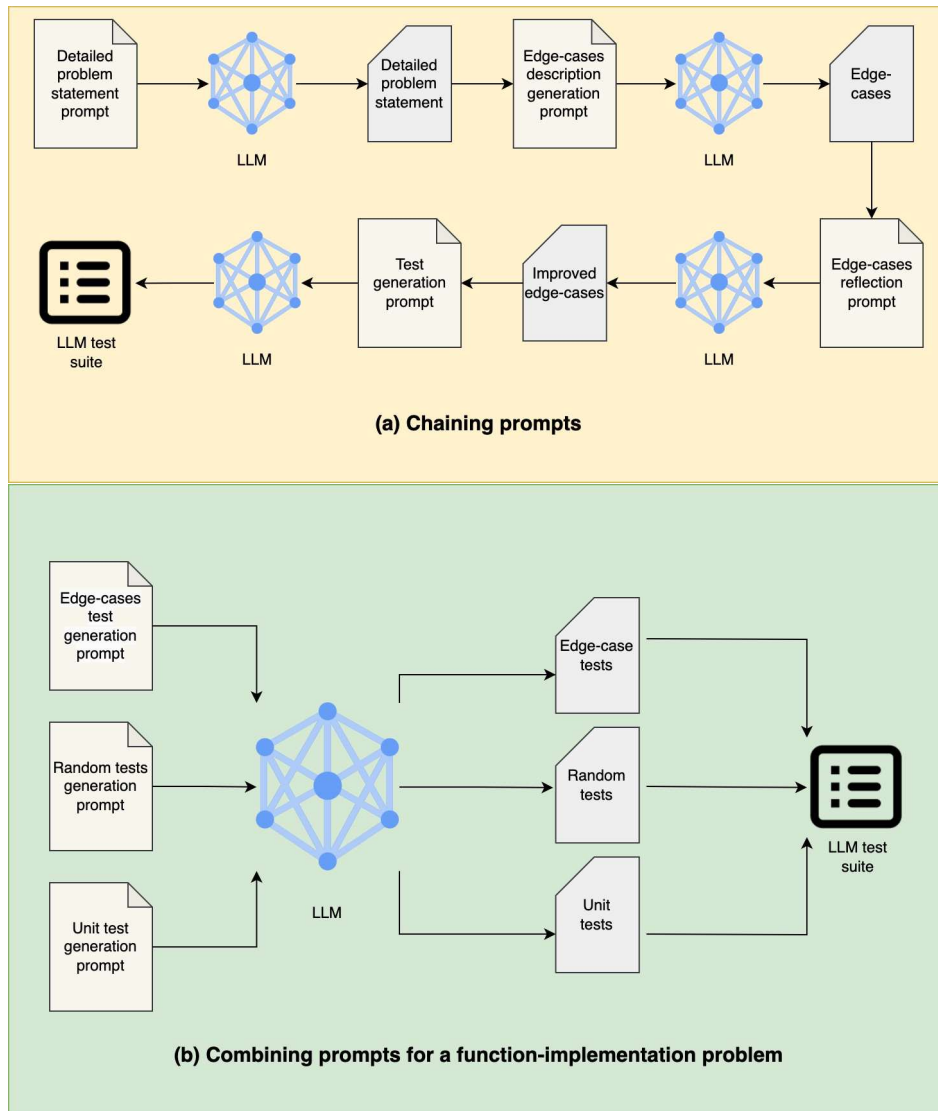 Detailed
problem
statement
prompt
LLM
Detailed
problem
statement
Edge-cases
description
generation
prompt
LLM
Edge-
cases
LLM test
suite
LLM
Test
generation
prompt
Improved
edge-cases
LLM
Edge-cases
reflection
prompt
(a) Chaining prompts
Edge-cases
test
generation
prompt
Random tests
generation
prompt
Unit test
generation
prompt
LLM
Edge-case
tests
Random
tests
Unit
tests
LLM test
suite
(b) Combining prompts for a function-implementation problem